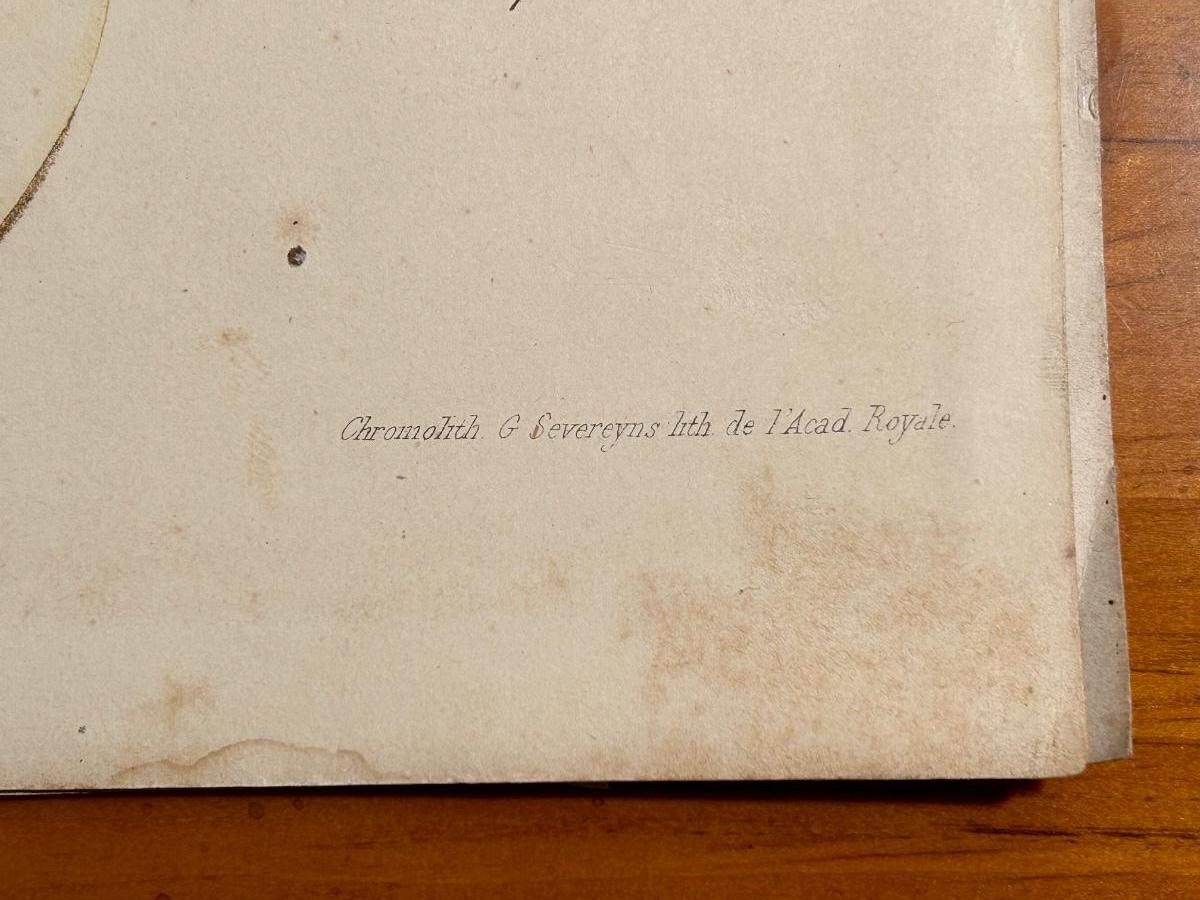 Chromolith. G Severeyns lith. de l'Acad. Royale.